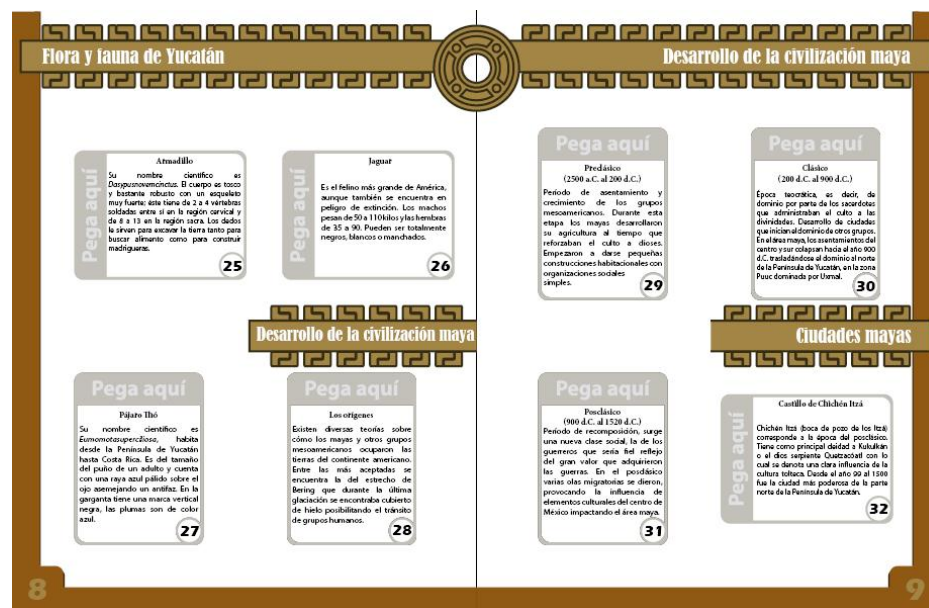 Flora y fauna de Yucatán
Pega aquí
Armadillo
Su nombre científico es
Dasypusnovemcinctus. El cuerpo es tosco
y bastante robusto con un esqueleto
muy fuerte; éste tiene de 2 a 4 vértebras
soldadas entre sí en la región cervical y
de 8 a 13 en la región sacra. Los dedos
le sirven para excavar la tierra tanto para
buscar alimento como para construir
madrigueras.
25
Pega aquí
Jaguar
Es el felino más grande de América,
aunque también se encuentra en
peligro de extinción. Los machos
pesan de 50 a 110 kilos y las hembras
de 35 a 90. Pueden ser totalmente
negros, blancos o manchados.
26
Desarrollo de la civilización maya
Pega aquí
Pájaro Thó
Su nombre científico es
Eumomotasuperciliosa, habita
desde la Península de Yucatán
hasta Costa Rica. Es del tamaño
del puño de un adulto y cuenta
con una raya azul pálido sobre el
ojo asemejando un antifaz. En la
garganta tiene una marca vertical
negra, las plumas son de color
azul.
27
Pega aquí
Los orígenes
Existen diversas teorías sobre
cómo los mayas y otros grupos
mesoamericanos ocuparon las
tierras del continente americano.
Entre las más aceptadas se
encuentra la del estrecho de
Bering que durante la última
glaciación se encontraba cubierto
de hielo posibilitando el tránsito
de grupos humanos.
28
8
Desarrollo de la civilización maya
Pega aquí
Preclásico
(2500 a.C. al 200 d.C.)
Período de asentamiento y
crecimiento de los grupos
mesoamericanos. Durante esta
etapa los mayas desarrollaron
su agricultura al tiempo que
reforzaban el culto a dioses.
Empezaron a darse pequeñas
construcciones habitacionales con
organizaciones sociales
simples.
29
Pega aquí
Clásico
(200 d.C. al 900 d.C.)
Época teocrática, es decir, de
dominio por parte de los sacerdotes
que administraban el culto a las
divinidades. Desarrollo de ciudades
que inician el dominio de otros grupos.
En el área maya, los asentamientos del
centro y sur colapsan hacia el año 900
d.C. trasladándose el dominio al norte
de la Península de Yucatán, en la zona
Puuc dominada por Uxmal.
30
Ciudades mayas
Pega aquí
Posclásico
(900 d.C. al 1520 d.C.)
Período de recomposición, surge
una nueva clase social, la de los
guerreros que sería fiel reflejo
del gran valor que adquirieron
las guerras. En el posdásico
varias olas migratorias se dieron,
provocando la influencia de
elementos culturales del centro de
México impactando el área maya.
31
Pega aquí
Castillo de Chichén Itzá
Chichén Itzá (boca de pozo de los Itzá)
corresponde a la época del posclásico.
Tiene como principal deidad a Kukulkán
o el dios serpiente Quetzacóatl con lo
cual se denota una clara influencia de la
cultura tolteca. Desde el año 99 al 1500
fue la ciudad más poderosa de la parte
norte de la Península de Yucatán.
32
9